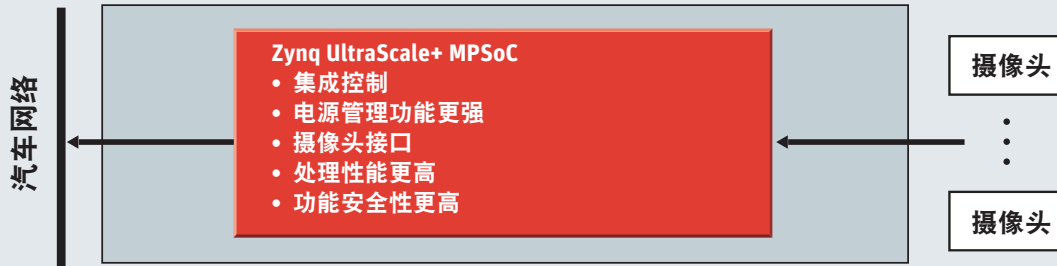 汽车网络
Zynq UltraScale+ MPSoC
• 集成控制
• 电源管理功能更强
• 摄像头接口
• 处理性能更高
• 功能安全性更高
摄像头
摄像头